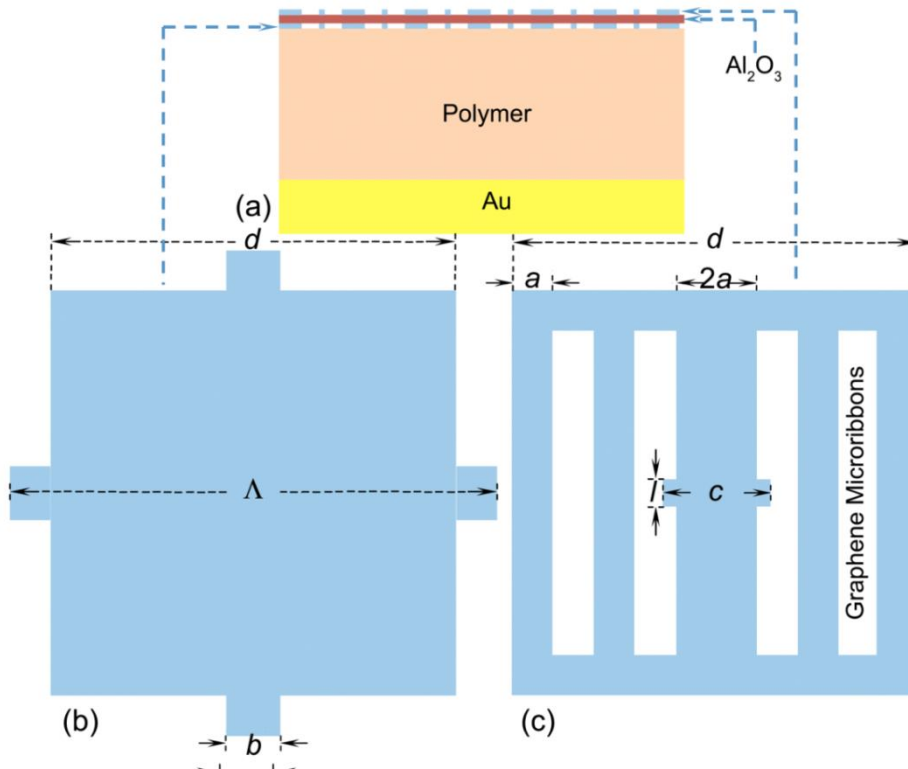 Al₂O₃
Polymer
Au
(a)
d
d
a
2a
Λ
l
c
Graphene Microribbons
(b)
b
(c)